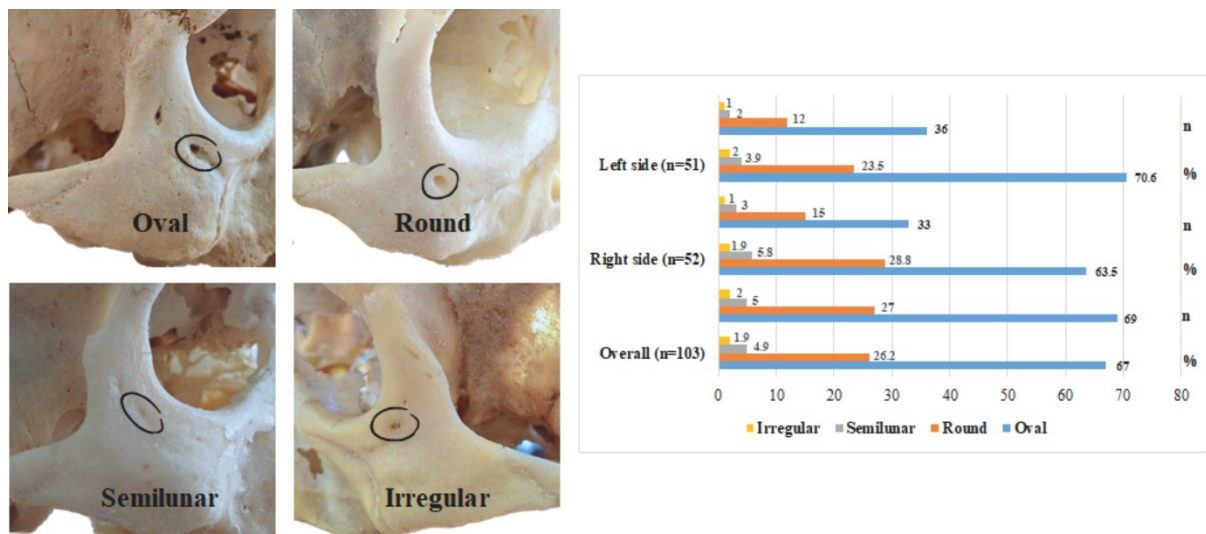 Oval
Round
Semilunar
Irregular
1
2
12
36
n
Left side (n=51)
2
3.9
23.5
70.6
%
1
3
15
33
n
Right side (n=52)
1.9
5.8
28.8
63.5
%
2
5
27
69
n
Overall (n=103)
1.9
4.9
26.2
67
%
0 10 20 30 40 50 60 70 80
Irregular Semilunar Round Oval